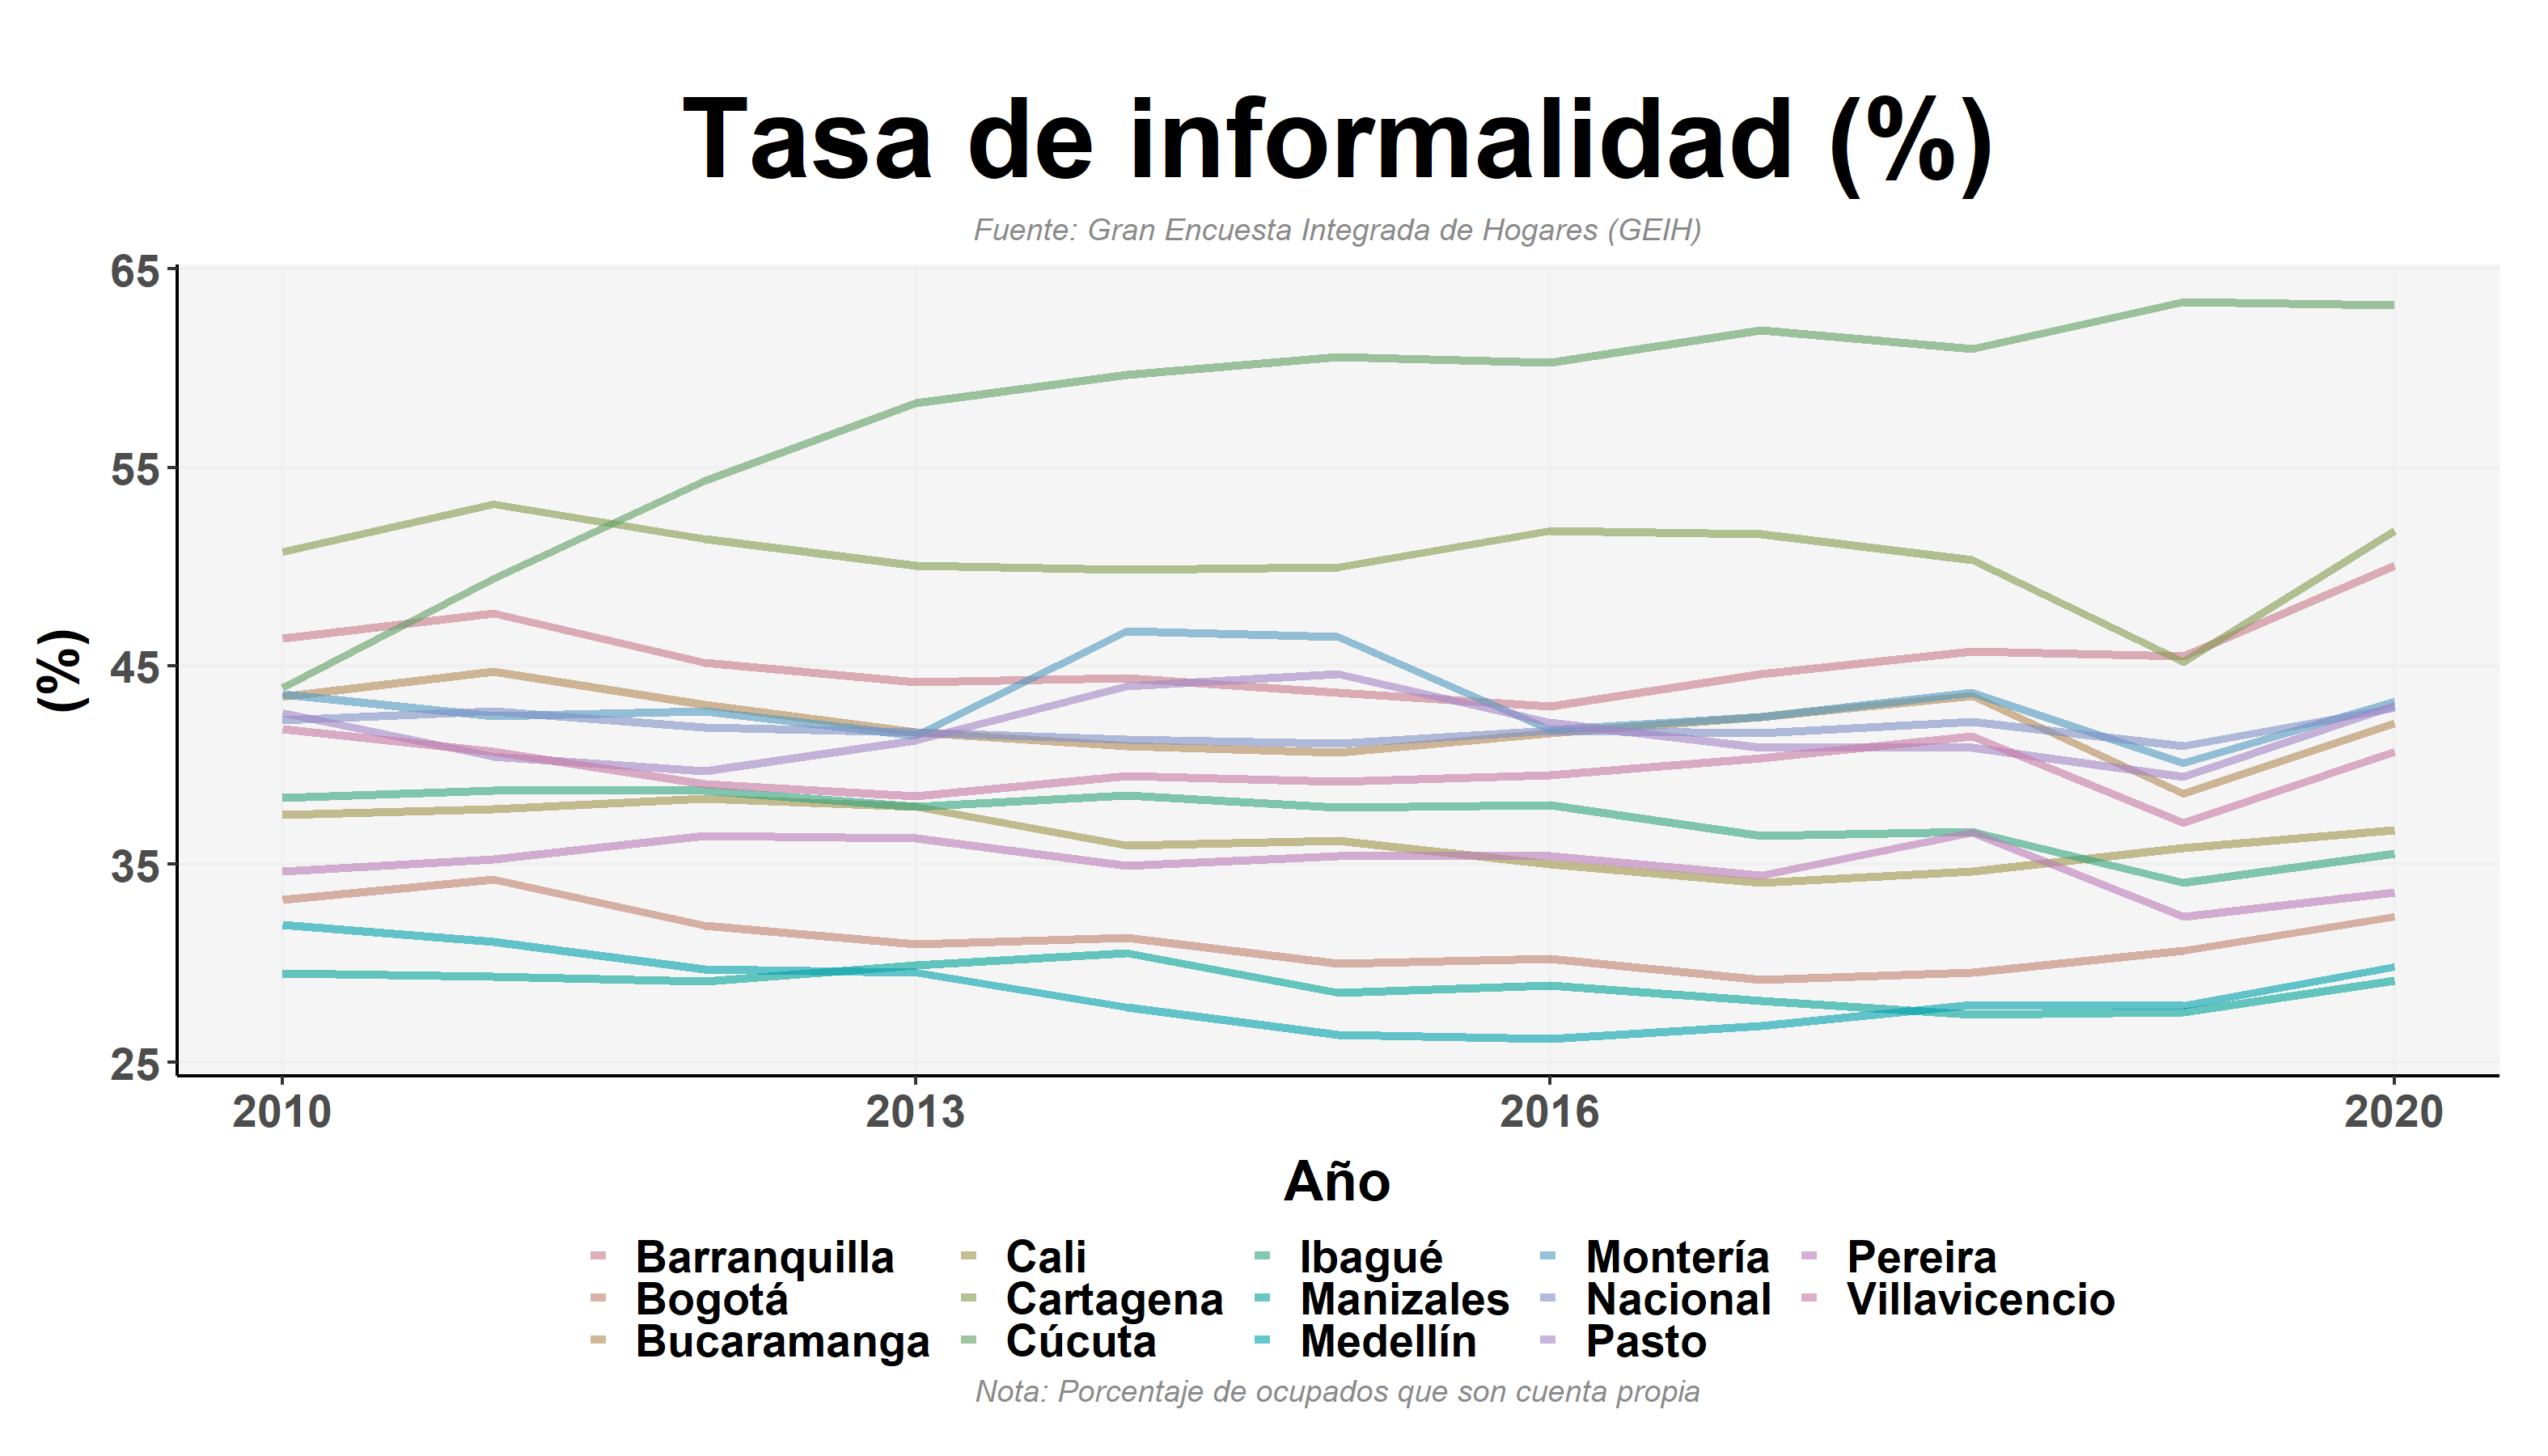 Tasa de informalidad (%)
Fuente: Gran Encuesta Integrada de Hogares (GEIH)
65
55
45
35
25
(%)
2010 2013 2016 2020
Año
Barranquilla Cali Ibagué Montería Pereira
Bogotá Cartagena Manizales Nacional Villavicencio
Bucaramanga Cúcuta Medellín Pasto
Nota: Porcentaje de ocupados que son cuenta propia